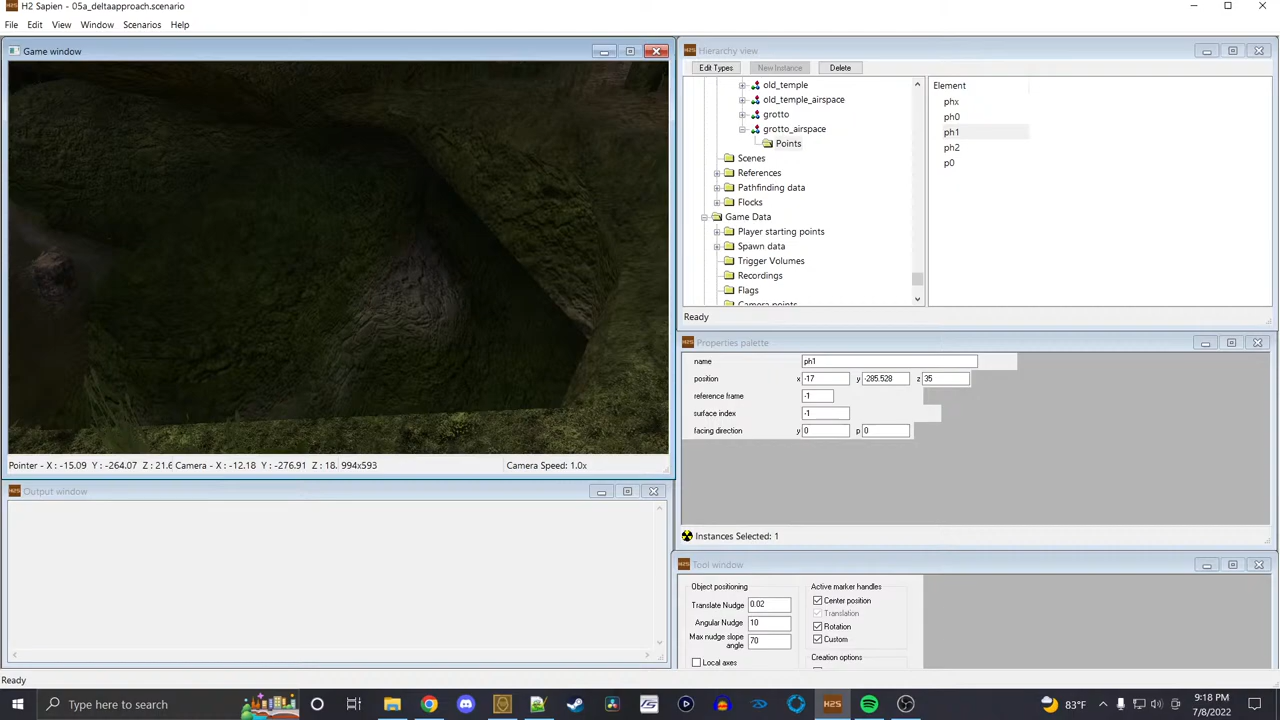 H2 Sapien - 05a_deltaapproach.scenario
File Edit View Window Scenarios Help
Game window
Pointer - X : -15.09 Y : -264.07 Z : 21.6 Camera - X : -12.18 Y : -276.91 Z : 18. 994x593 Camera Speed: 1.0x
Output window
Hierarchy view
Edit Types New Instance Delete
old_temple
old_temple_airspace
grotto
grotto_airspace
Points
Scenes
References
Pathfinding data
Flocks
Game Data
Player starting points
Spawn data
Trigger Volumes
Recordings
Flags
Camera points
Element
phx
ph0
ph1
ph2
p0
Ready
Properties palette
name ph1
position x -17 y -285.528 z 35
reference frame -1
surface index -1
facing direction y 0 p 0
Instances Selected: 1
Tool window
Object positioning
Translate Nudge 0.02
Angular Nudge 10
Max nudge slope angle 70
Local axes
Active marker handles
Center position
Translation
Rotation
Custom
Creation options
Ready
Type here to search
83°F
9:18 PM
7/8/2022